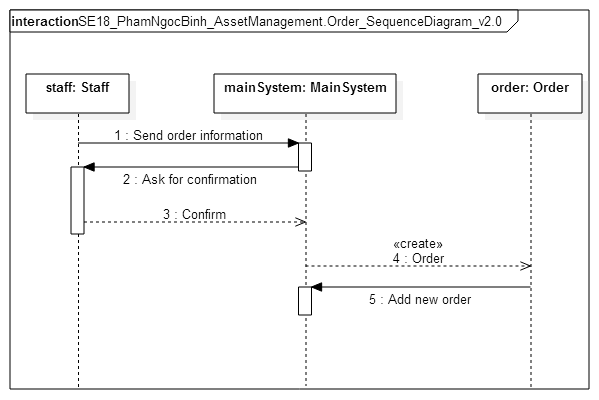 interactionSE18_PhamNgocBinh_AssetManagement.Order_SequenceDiagram_v2.0
staff: Staff
mainSystem: MainSystem
order: Order
1 : Send order information
2 : Ask for confirmation
3 : Confirm
«create»
4 : Order
5 : Add new order